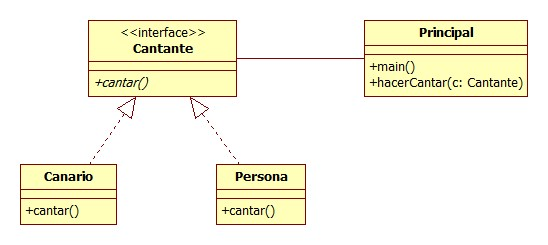 <<interface>>
Cantante
+cantar()
Principal
+main()
+hacerCantar(c: Cantante)
Canario
+cantar()
Persona
+cantar()